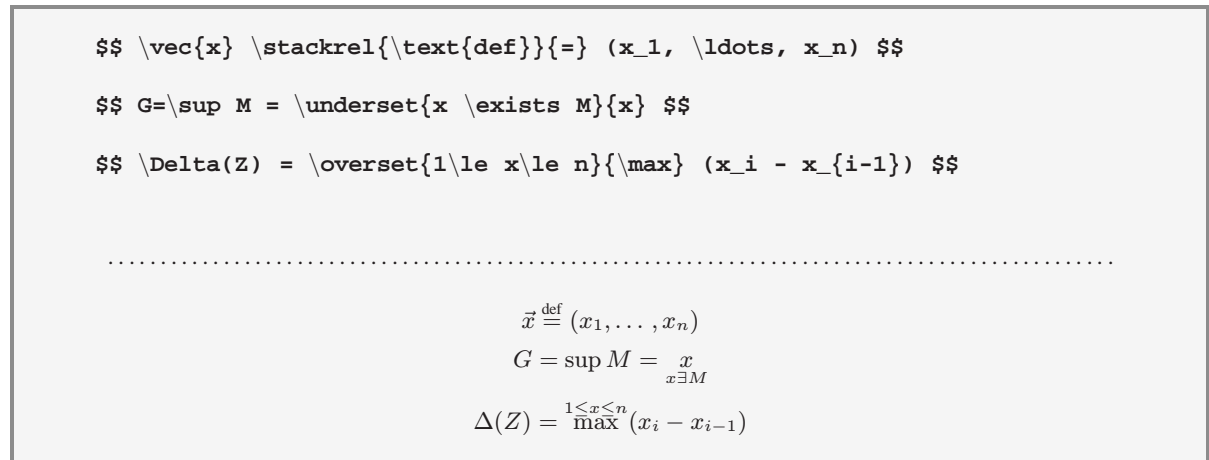 $$ \vec{x} \stackrel{\text{def}}{=} (x_1, \ldots, x_n) $$
$$ G=\sup M = \underset{x \exists M}{x} $$
$$ \Delta(Z) = \overset{1\le x\le n}{\max} (x_i - x_{i-1}) $$
x⃗ def= (x₁, … , xₙ)
G = sup M = x
x∃M
1≤x≤n
Δ(Z) = max (xᵢ − xᵢ₋₁)